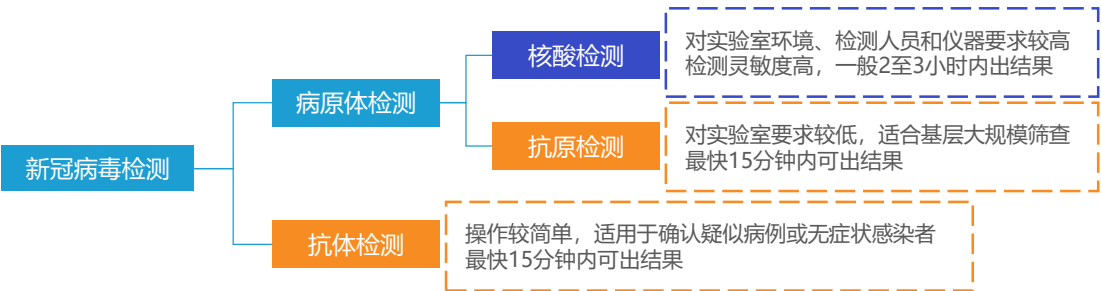 核酸检测
对实验室环境、检测人员和仪器要求较高
检测灵敏度高，一般2至3小时内出结果
病原体检测
抗原检测
对实验室要求较低，适合基层大规模筛查
最快15分钟内可出结果
新冠病毒检测
抗体检测
操作较简单，适用于确认疑似病例或无症状感染者
最快15分钟内可出结果